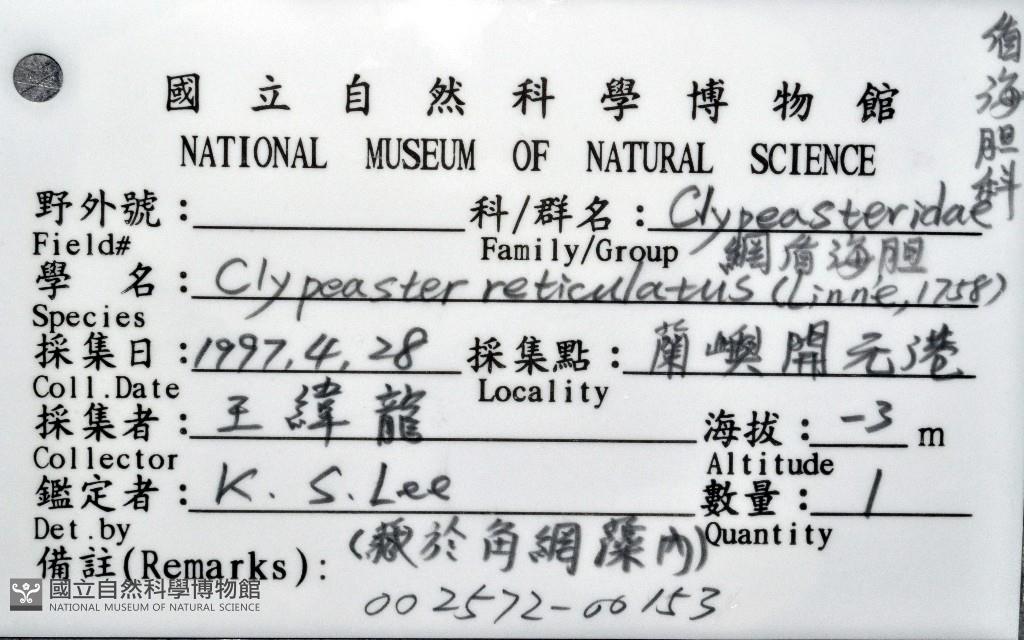 國立自然科學博物館
NATIONAL MUSEUM OF NATURAL SCIENCE
盾海胆科
野外號： 科/群名：Clypeasteridae
Field# Family/Group
網盾海胆
學 名：Clypeaster reticulatus (Linné, 1758)
Species
採集日：1997,4,28 採集點：蘭嶼開元港
Coll.Date Locality
採集者：王緯龍 海拔：-3 m
Collector Altitude
鑑定者：K. S. Lee 數量：1
Det.by Quantity
備註(Remarks): (於角網藻內)
002572-00153
國立自然科學博物館
NATIONAL MUSEUM OF NATURAL SCIENCE